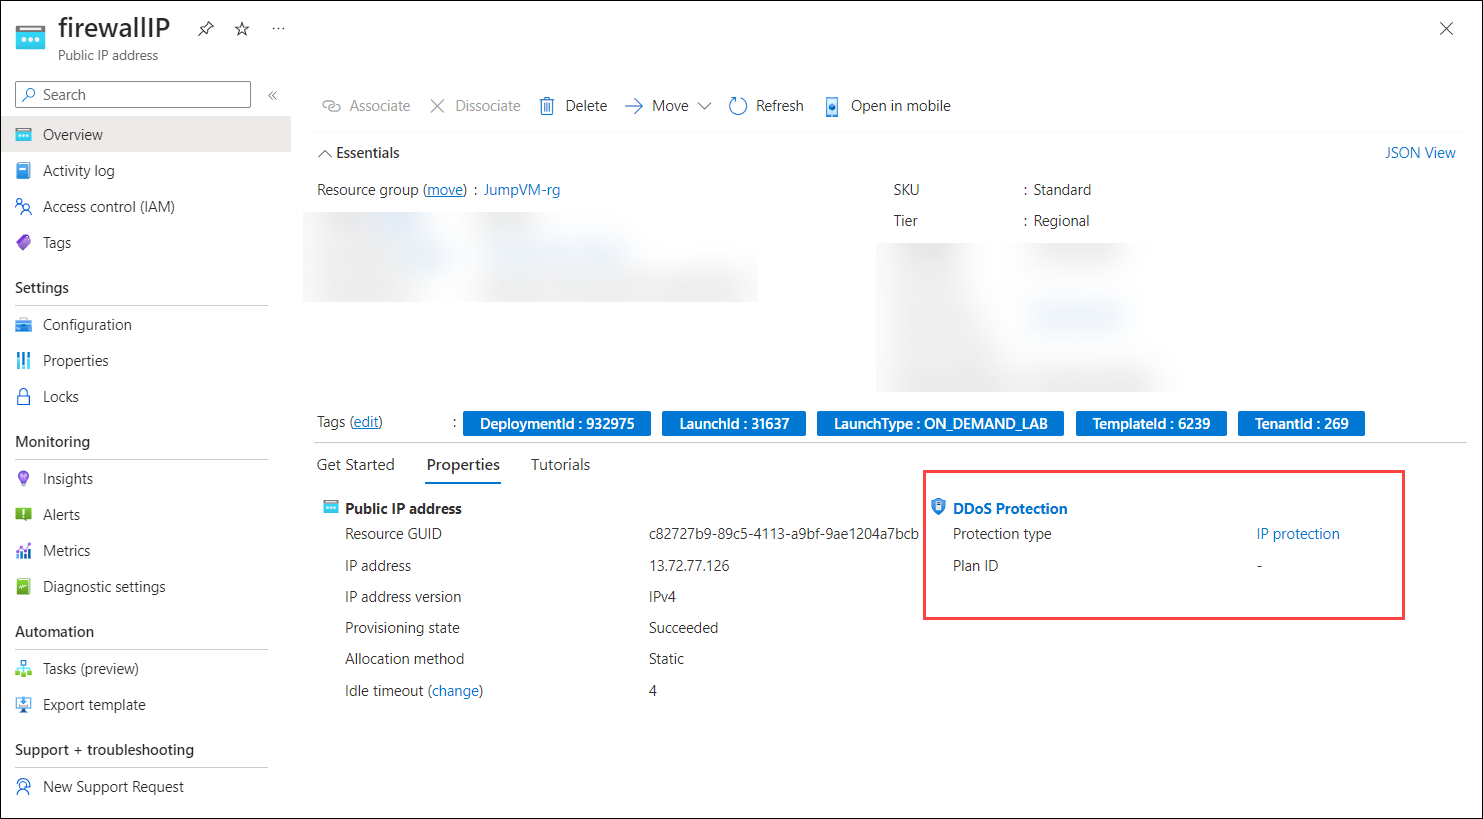 firewallIP
Public IP address
Search
Overview
Activity log
Access control (IAM)
Tags
Settings
Configuration
Properties
Locks
Monitoring
Insights
Alerts
Metrics
Diagnostic settings
Automation
Tasks (preview)
Export template
Support + troubleshooting
New Support Request
Associate Dissociate Delete Move Refresh Open in mobile
Essentials JSON View
Resource group (move) : JumpVM-rg
SKU : Standard
Tier : Regional
Tags (edit) : DeploymentId : 932975 LaunchId : 31637 LaunchType : ON_DEMAND_LAB TemplateId : 6239 TenantId : 269
Get Started Properties Tutorials
Public IP address
Resource GUID c82727b9-89c5-4113-a9bf-9ae1204a7bcb
IP address 13.72.77.126
IP address version IPv4
Provisioning state Succeeded
Allocation method Static
Idle timeout (change) 4
DDoS Protection
Protection type IP protection
Plan ID -